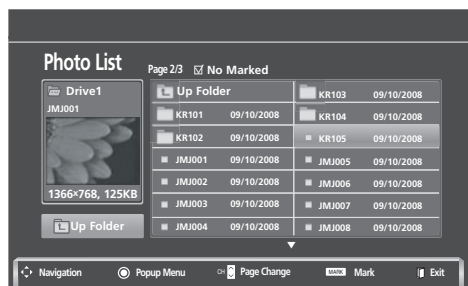 Photo List
Page 2/3 ☑ No Marked
Drive1
JMJ001
1366×768, 125KB
Up Folder
Up Folder
KR101 09/10/2008
KR102 09/10/2008
JMJ001 09/10/2008
JMJ002 09/10/2008
JMJ003 09/10/2008
JMJ004 09/10/2008
KR103 09/10/2008
KR104 09/10/2008
KR105 09/10/2008
JMJ005 09/10/2008
JMJ006 09/10/2008
JMJ007 09/10/2008
JMJ008 09/10/2008
Navigation Popup Menu CH Page Change MARK Mark Exit